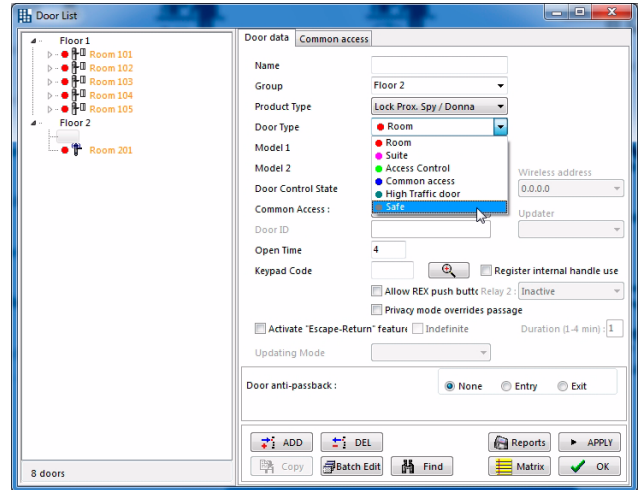 Door List
Floor 1
Room 101
Room 102
Room 103
Room 104
Room 105
Floor 2
Room 201
8 doors
Door data Common access
Name
Group Floor 2
Product Type Lock Prox. Spy / Donna
Door Type Room
Model 1 Room
Suite
Model 2 Access Control Wireless address
Common access
Door Control State High Traffic door 0.0.0.0
Common Access : Safe Updater
Door ID
Open Time 4
Keypad Code Register internal handle use
Allow REX push butto Relay 2 : Inactive
Privacy mode overrides passage
Activate "Escape-Return" feature Indefinite Duration (1-4 min) : 1
Updating Mode
Door anti-passback : None Entry Exit
ADD DEL Reports APPLY
Copy Batch Edit Find Matrix OK